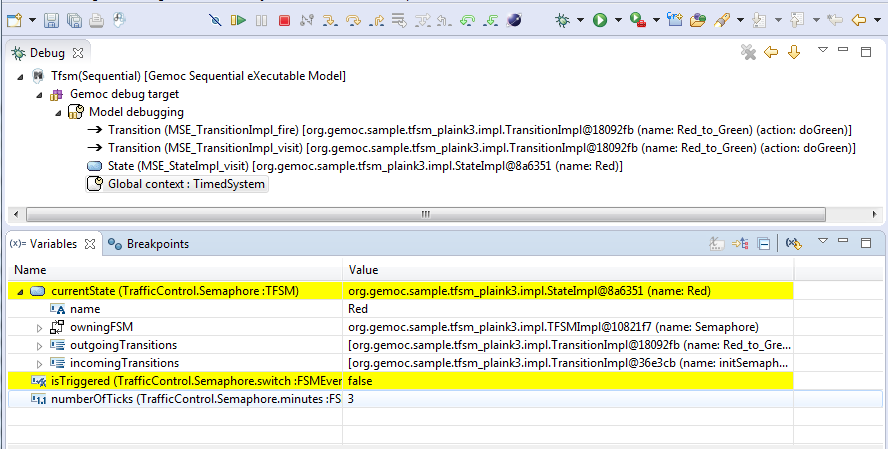 Debug
Tfsm(Sequential) [Gemoc Sequential eXecutable Model]
Gemoc debug target
Model debugging
Transition (MSE_TransitionImpl_fire) [org.gemoc.sample.tfsm_plaink3.impl.TransitionImpl@18092fb (name: Red_to_Green) (action: doGreen)]
Transition (MSE_TransitionImpl_visit) [org.gemoc.sample.tfsm_plaink3.impl.TransitionImpl@18092fb (name: Red_to_Green) (action: doGreen)]
State (MSE_StateImpl_visit) [org.gemoc.sample.tfsm_plaink3.impl.StateImpl@8a6351 (name: Red)]
Global context : TimedSystem
(x)= Variables Breakpoints
Name Value
currentState (TrafficControl.Semaphore :TFSM) org.gemoc.sample.tfsm_plaink3.impl.StateImpl@8a6351 (name: Red)
name Red
owningFSM org.gemoc.sample.tfsm_plaink3.impl.TFSMImpl@10821f7 (name: Semaphore)
outgoingTransitions [org.gemoc.sample.tfsm_plaink3.impl.TransitionImpl@18092fb (name: Red_to_Gre...
incomingTransitions [org.gemoc.sample.tfsm_plaink3.impl.TransitionImpl@36e3cb (name: initSemaph...
isTriggered (TrafficControl.Semaphore.switch :FSMEver false
numberOfTicks (TrafficControl.Semaphore.minutes :FS 3